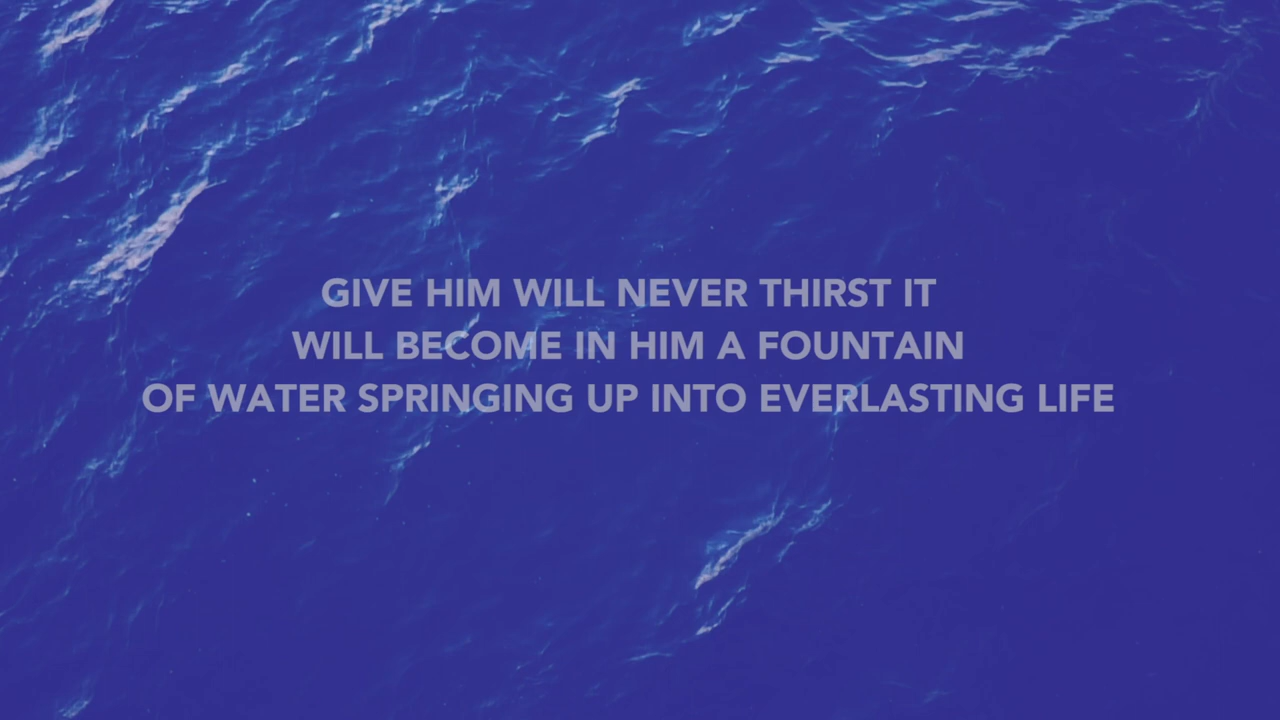 GIVE HIM WILL NEVER THIRST IT
WILL BECOME IN HIM A FOUNTAIN
OF WATER SPRINGING UP INTO EVERLASTING LIFE